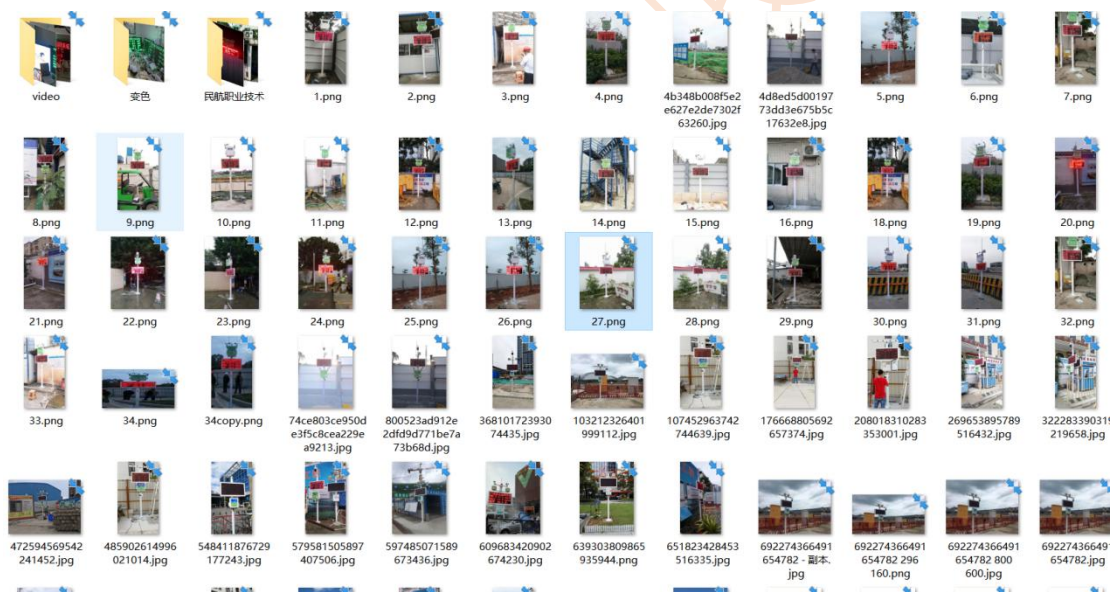 video
变色
民航职业技术
1.png
2.png
3.png
4.png
4b348b008f5e2
e627e2de7302f
63260.jpg
4d8ed5d00197
73dd3e675b5c
17632e8.jpg
5.png
6.png
7.png
8.png
9.png
10.png
11.png
12.png
13.png
14.png
15.png
16.png
18.png
19.png
20.png
21.png
22.png
23.png
24.png
25.png
26.png
27.png
28.png
29.png
30.png
31.png
32.png
33.png
34.png
34copy.png
74ce803ce950d
e3f5c8cea229e
a9213.jpg
800523ad912e
2dfd9d771be7a
73b68d.jpg
368101723930
74435.jpg
103212326401
999112.jpg
107452963742
744639.jpg
176668805692
657374.jpg
208018310283
353001.jpg
269653895789
516432.jpg
322283390319
219658.jpg
472594569542
241452.jpg
485902614996
021014.jpg
548411876729
177243.jpg
579581505897
407506.jpg
597485071589
673436.jpg
609683420902
674230.jpg
639303809865
935944.png
651823428453
516335.jpg
692274366491
654782 - 副本.
jpg
692274366491
654782 296
160.png
692274366491
654782 800
600.jpg
692274366491
654782.jpg